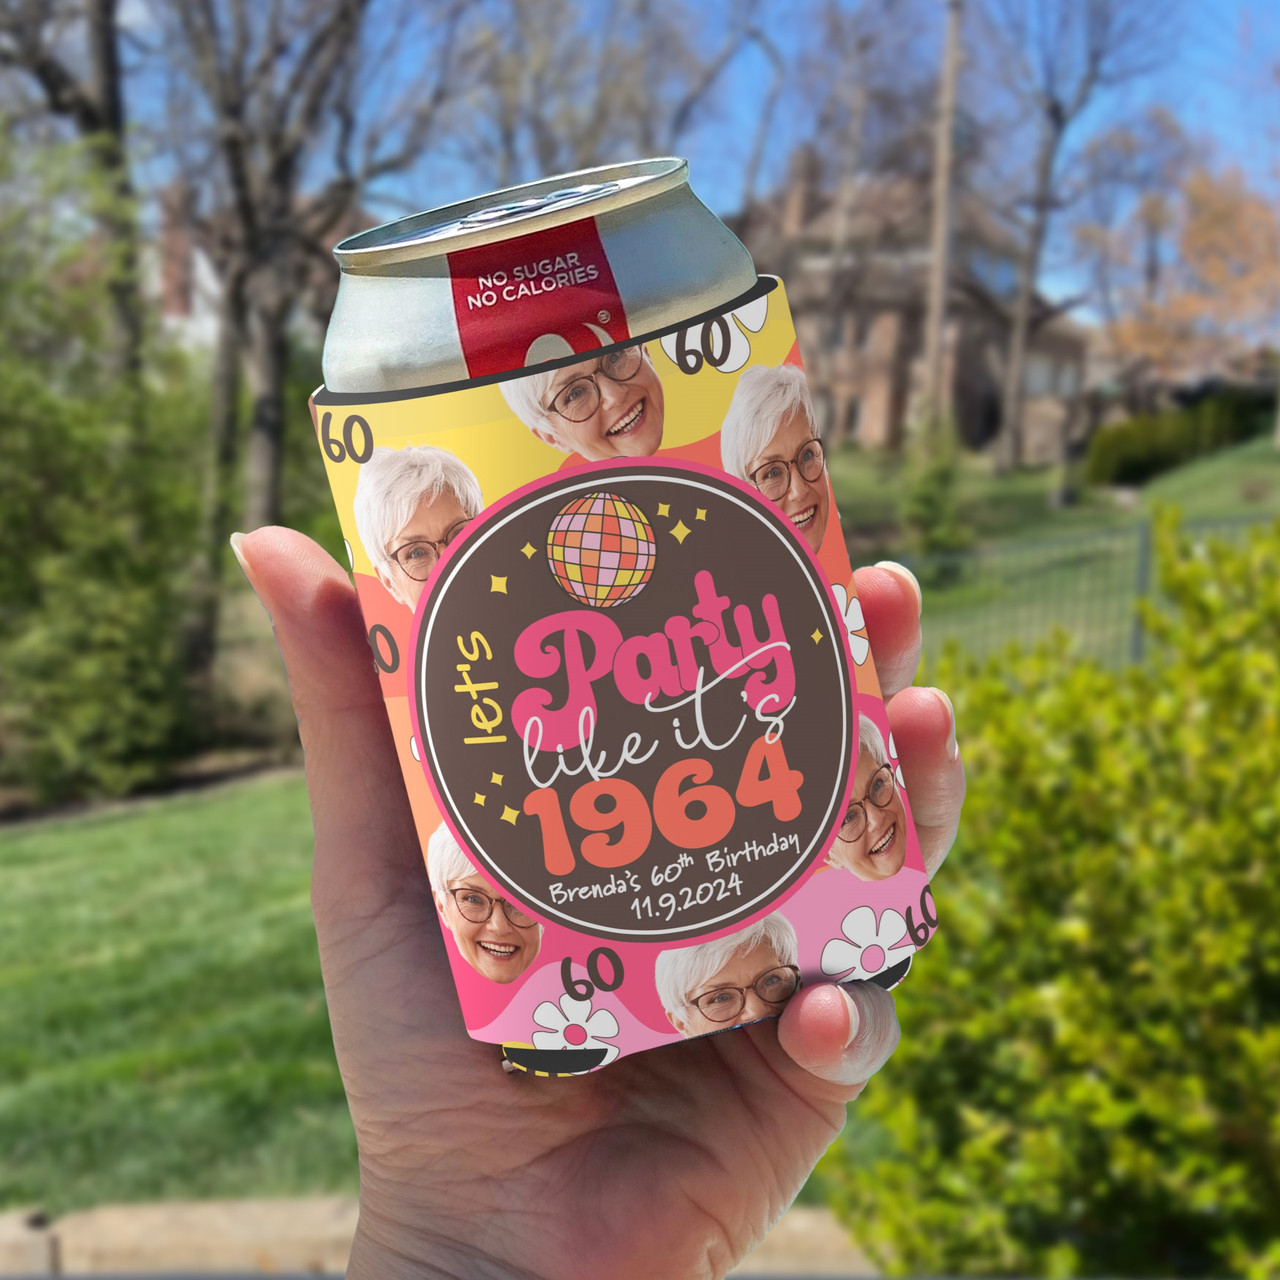 NO SUGAR
NO CALORIES
®
60
60
let's
Party
like it's
1964
Brenda's 60th Birthday
11.9.2024
60
60